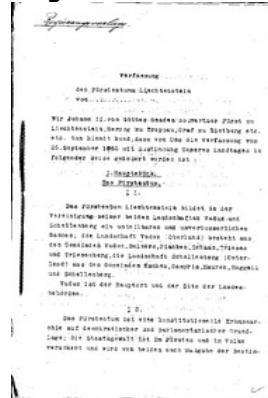 Regierungsvorlage
Verfassung
des Fürstentums Liechtenstein
vom
Wir Johann II. von Gottes Gnaden souveräner Fürst zu
Liechtenstein, Herzog zu Troppau, Graf zu Rietberg etc.
etc. tun hiemit kund, dass von Uns die Verfassung vom
26. September 1862 mit Zustimmung Unseres Landtages in
folgender Weise geändert worden ist :
I. Hauptstück.
Das Fürstentum.
§ 1.
Das Fürstentum Liechtenstein bildet in der
Vereinigung seiner beiden Landschaften Vaduz und
Schellenberg ein unteilbares und unveräusserliches
Ganzes; die Landschaft Vaduz (Oberland) besteht aus
den Gemeinden Vaduz, Balzers, Planken, Schaan, Triesen
und Triesenberg, die Landschaft Schellenberg (Unter-
land) aus den Gemeinden Eschen, Gamprin, Mauren, Ruggell
und Schellenberg.
Vaduz ist der Hauptort und der Sitz der Landes-
behörden.
§ 2.
Das Fürstentum ist eine konstitutionelle Erbmonar-
chie auf demokratischer und parlamentarischer Grund-
lage; die Staatsgewalt ist im Fürsten und im Volke
verankert und wird von beiden nach Massgabe der Bestim-